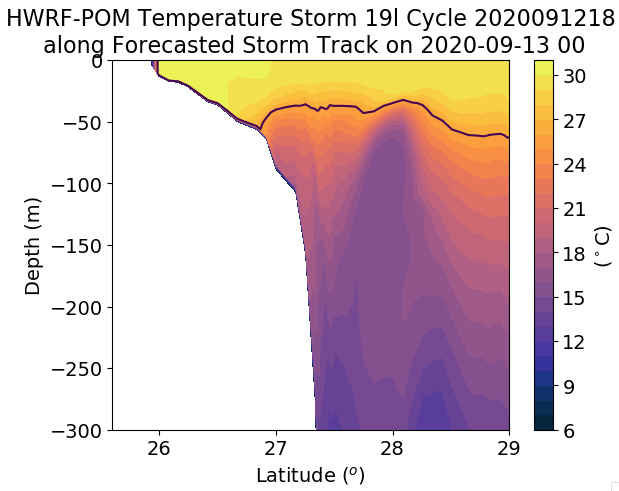 HWRF-POM Temperature Storm 19l Cycle 2020091218
along Forecasted Storm Track on 2020-09-13 00
0
−50
−100
−150
−200
−250
−300
Depth (m)
26 27 28 29
Latitude (o)
30
27
24
21
18
15
12
9
6
(°C)